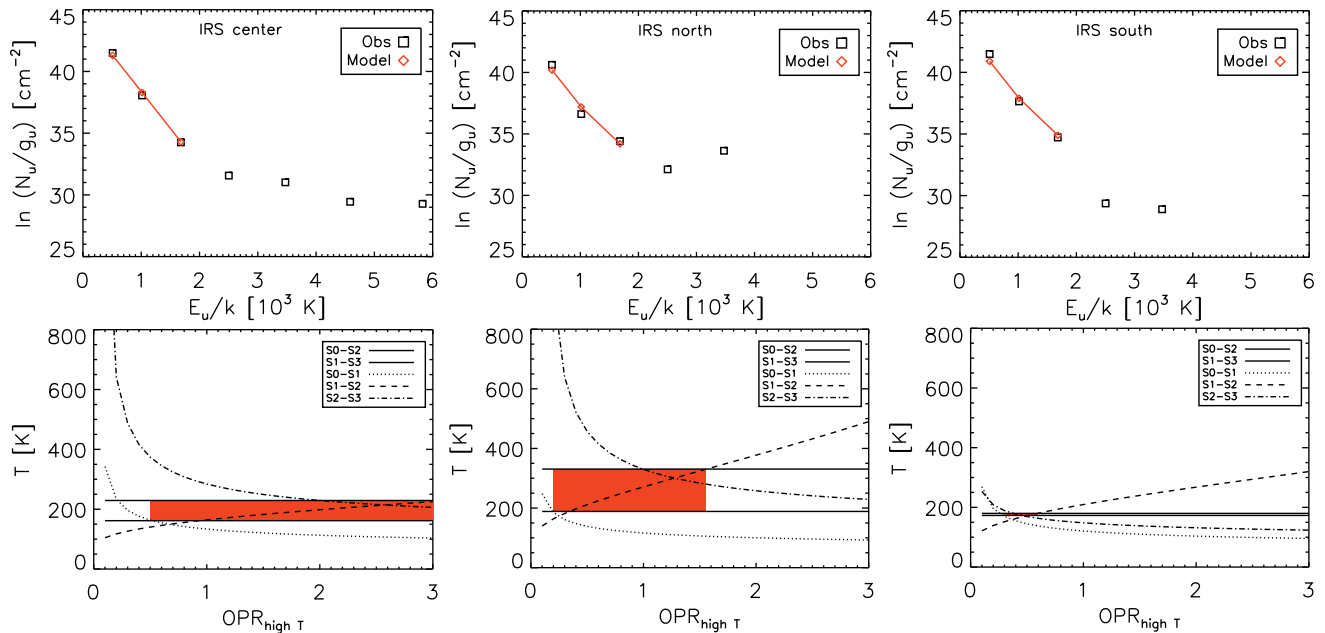 IRS center
Obs
Model
ln (N_u/g_u) [cm^-2]
45
40
35
30
25
0 1 2 3 4 5 6
E_u/k [10^3 K]
IRS north
Obs
Model
ln (N_u/g_u) [cm^-2]
45
40
35
30
25
0 1 2 3 4 5 6
E_u/k [10^3 K]
IRS south
Obs
Model
ln (N_u/g_u) [cm^-2]
45
40
35
30
25
0 1 2 3 4 5 6
E_u/k [10^3 K]
S0-S2
S1-S3
S0-S1
S1-S2
S2-S3
T [K]
800
600
400
200
0
0 1 2 3
OPR_high T
S0-S2
S1-S3
S0-S1
S1-S2
S2-S3
T [K]
800
600
400
200
0
0 1 2 3
OPR_high T
S0-S2
S1-S3
S0-S1
S1-S2
S2-S3
T [K]
800
600
400
200
0
0 1 2 3
OPR_high T